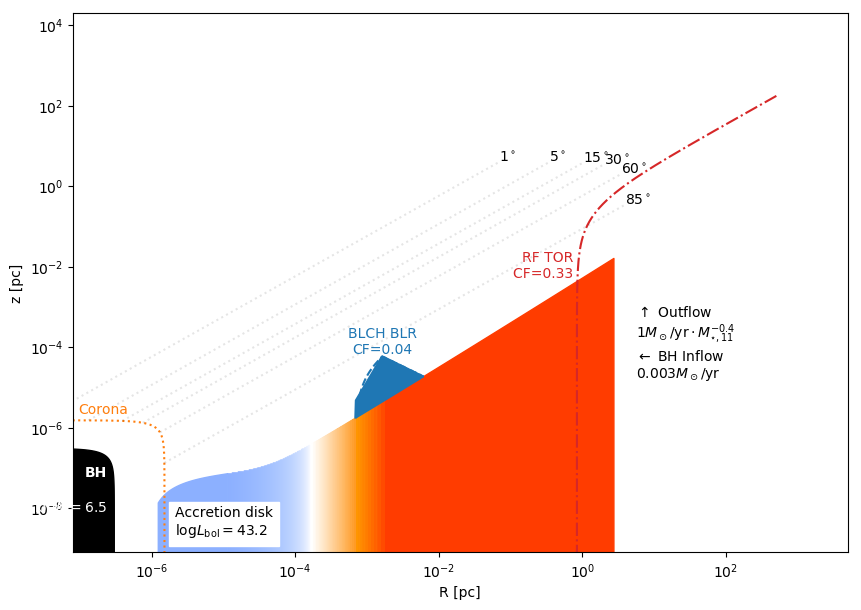 10^4
10^2
10^0
10^-2
10^-4
10^-6
10^-8
z [pc]
1°
5°
15°
30°
60°
85°
RF TOR
CF=0.33
↑ Outflow
1M⊙/yr · M⋆,11^−0.4
← BH Inflow
0.003M⊙/yr
BLCH BLR
CF=0.04
Corona
BH
= 6.5
Accretion disk
logL_bol = 43.2
10^-6
10^-4
10^-2
10^0
10^2
R [pc]